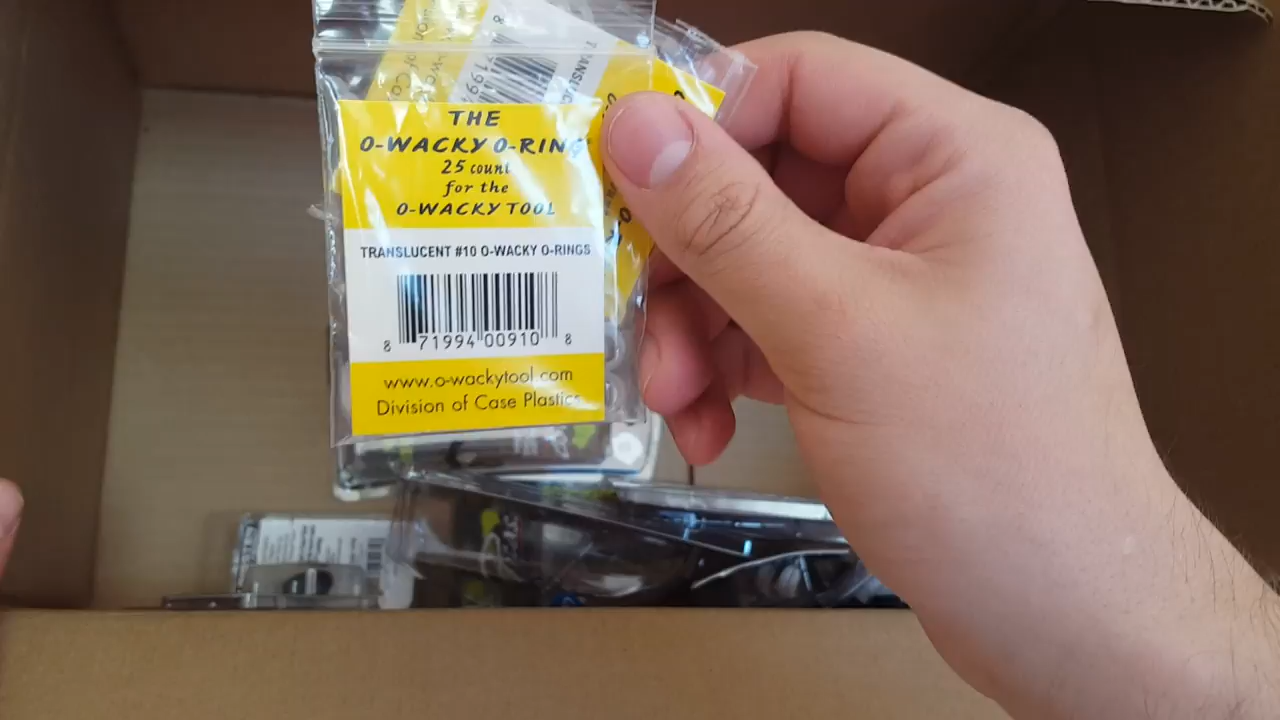 THE
O-WACKY O-RING
25 count
for the
O-WACKY TOOL
TRANSLUCENT #10 O-WACKY O-RINGS
8 71994 00910 8
www.o-wackytool.com
Division of Case Plastics